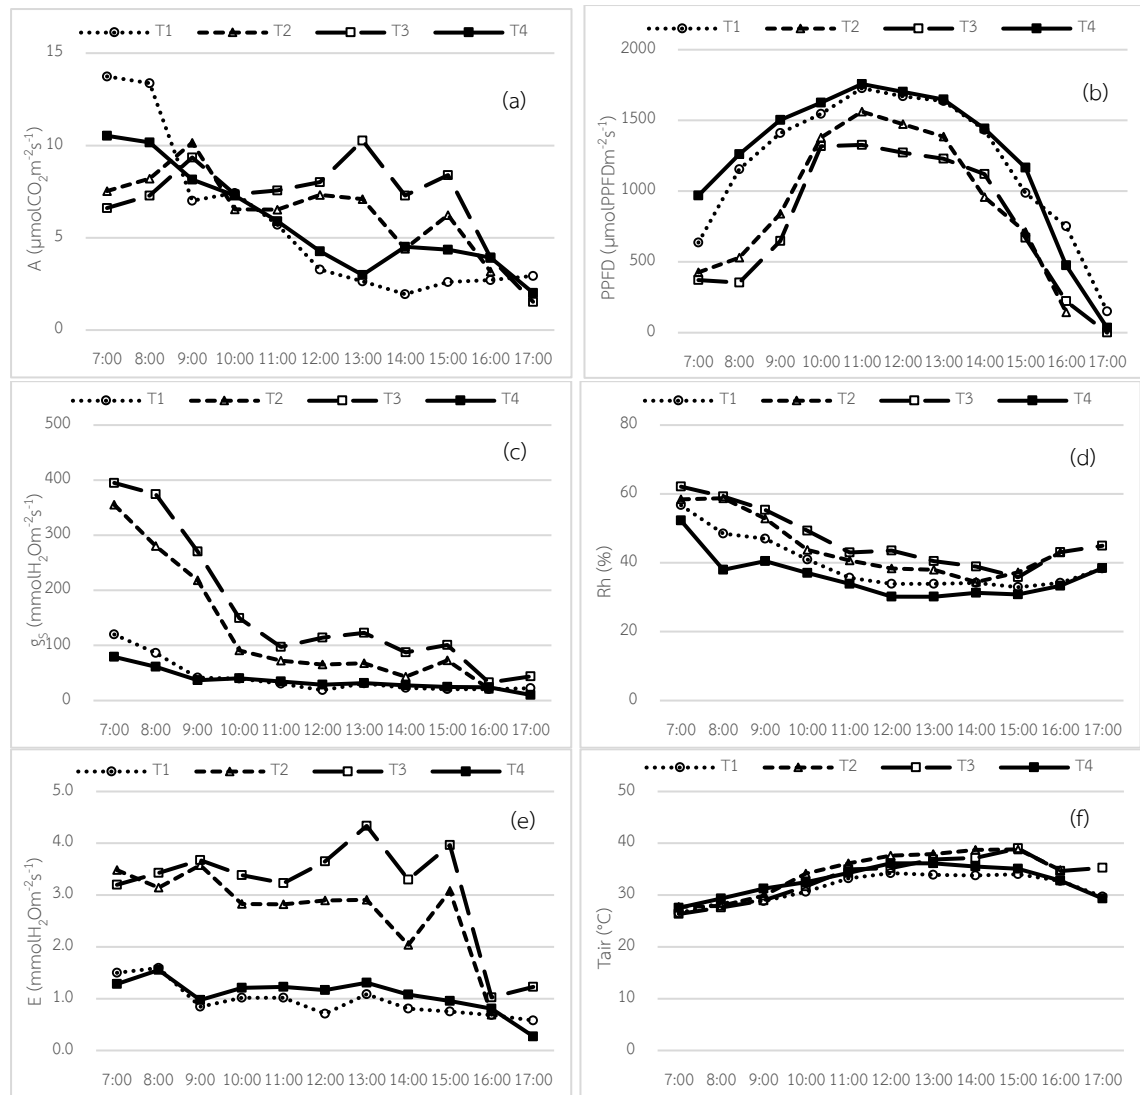 T1 T2 T3 T4
(a)
A (µmolCO₂m⁻²s⁻¹)
15
10
5
0
7:00 8:00 9:00 10:00 11:00 12:00 13:00 14:00 15:00 16:00 17:00
T1 T2 T3 T4
(b)
PPFD (µmolPPFDm⁻²s⁻¹)
2000
1500
1000
500
0
7:00 8:00 9:00 10:00 11:00 12:00 13:00 14:00 15:00 16:00 17:00
T1 T2 T3 T4
(c)
gs (mmolH₂Om⁻²s⁻¹)
500
400
300
200
100
0
7:00 8:00 9:00 10:00 11:00 12:00 13:00 14:00 15:00 16:00 17:00
T1 T2 T3 T4
(d)
Rh (%)
80
60
40
20
0
7:00 8:00 9:00 10:00 11:00 12:00 13:00 14:00 15:00 16:00 17:00
T1 T2 T3 T4
(e)
E (mmolH₂Om⁻²s⁻¹)
5.0
4.0
3.0
2.0
1.0
0.0
7:00 8:00 9:00 10:00 11:00 12:00 13:00 14:00 15:00 16:00 17:00
T1 T2 T3 T4
(f)
Tair (°C)
50
40
30
20
10
0
7:00 8:00 9:00 10:00 11:00 12:00 13:00 14:00 15:00 16:00 17:00